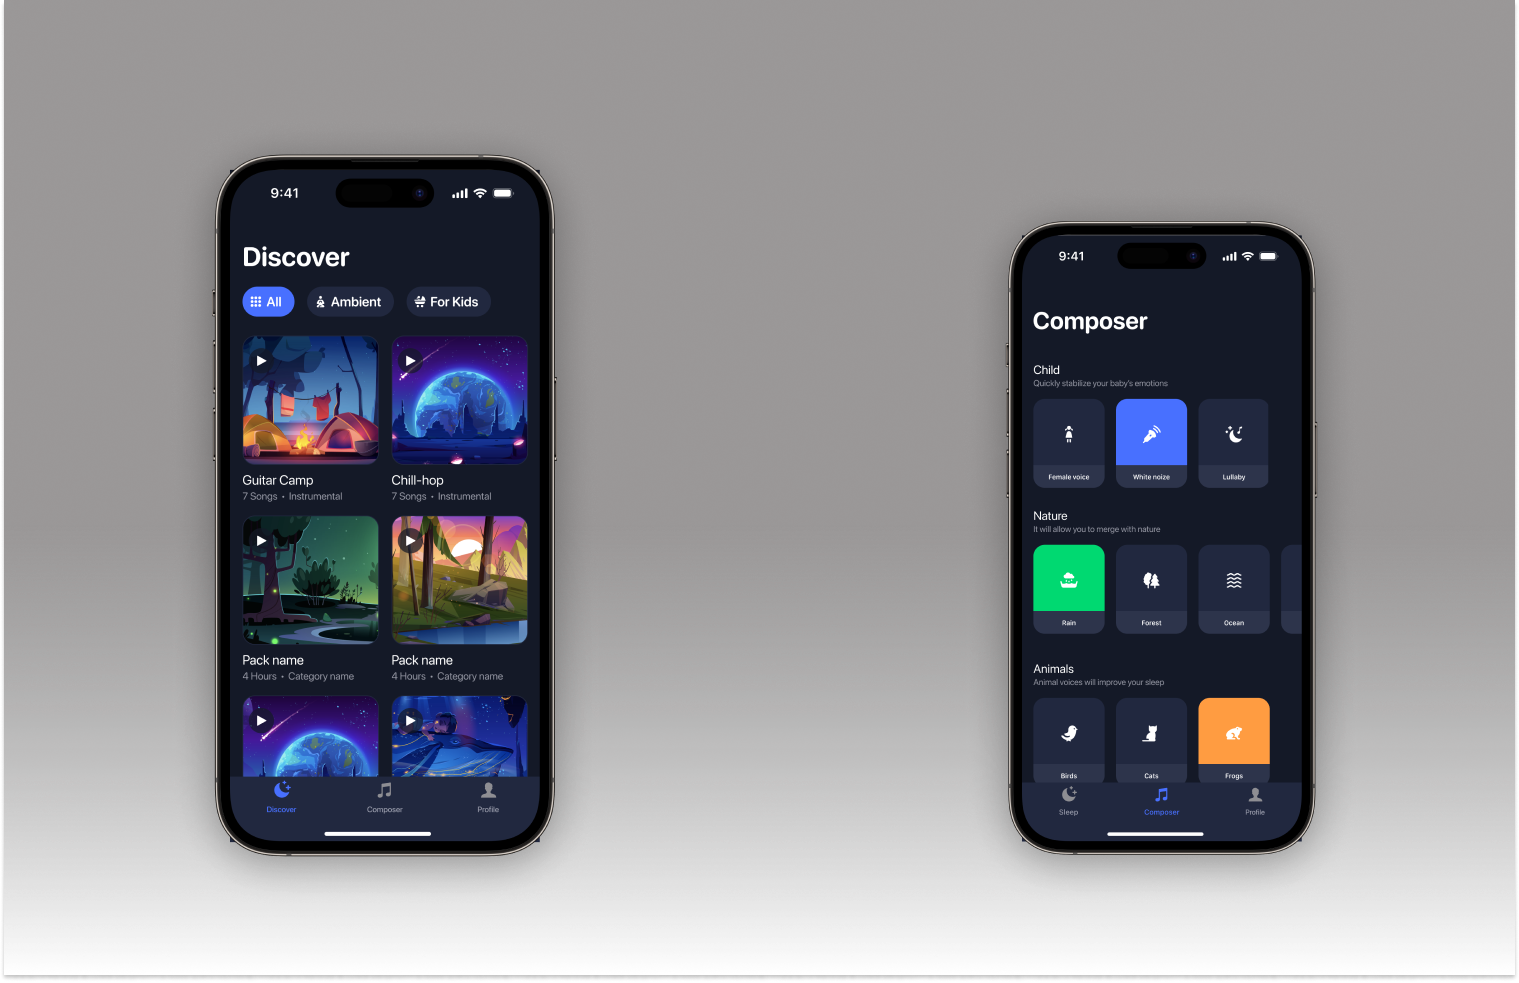 9:41
Discover
All
Ambient
For Kids
Guitar Camp
7 Songs • Instrumental
Chill-hop
7 Songs • Instrumental
Pack name
4 Hours • Category name
Pack name
4 Hours • Category name
Discover
Composer
Profile
9:41
Composer
Child
Quickly stabilize your baby's emotions
Female voice
White noize
Lullaby
Nature
It will allow you to merge with nature
Rain
Forest
Ocean
Animals
Animal voices will improve your sleep
Birds
Cats
Frogs
Sleep
Composer
Profile